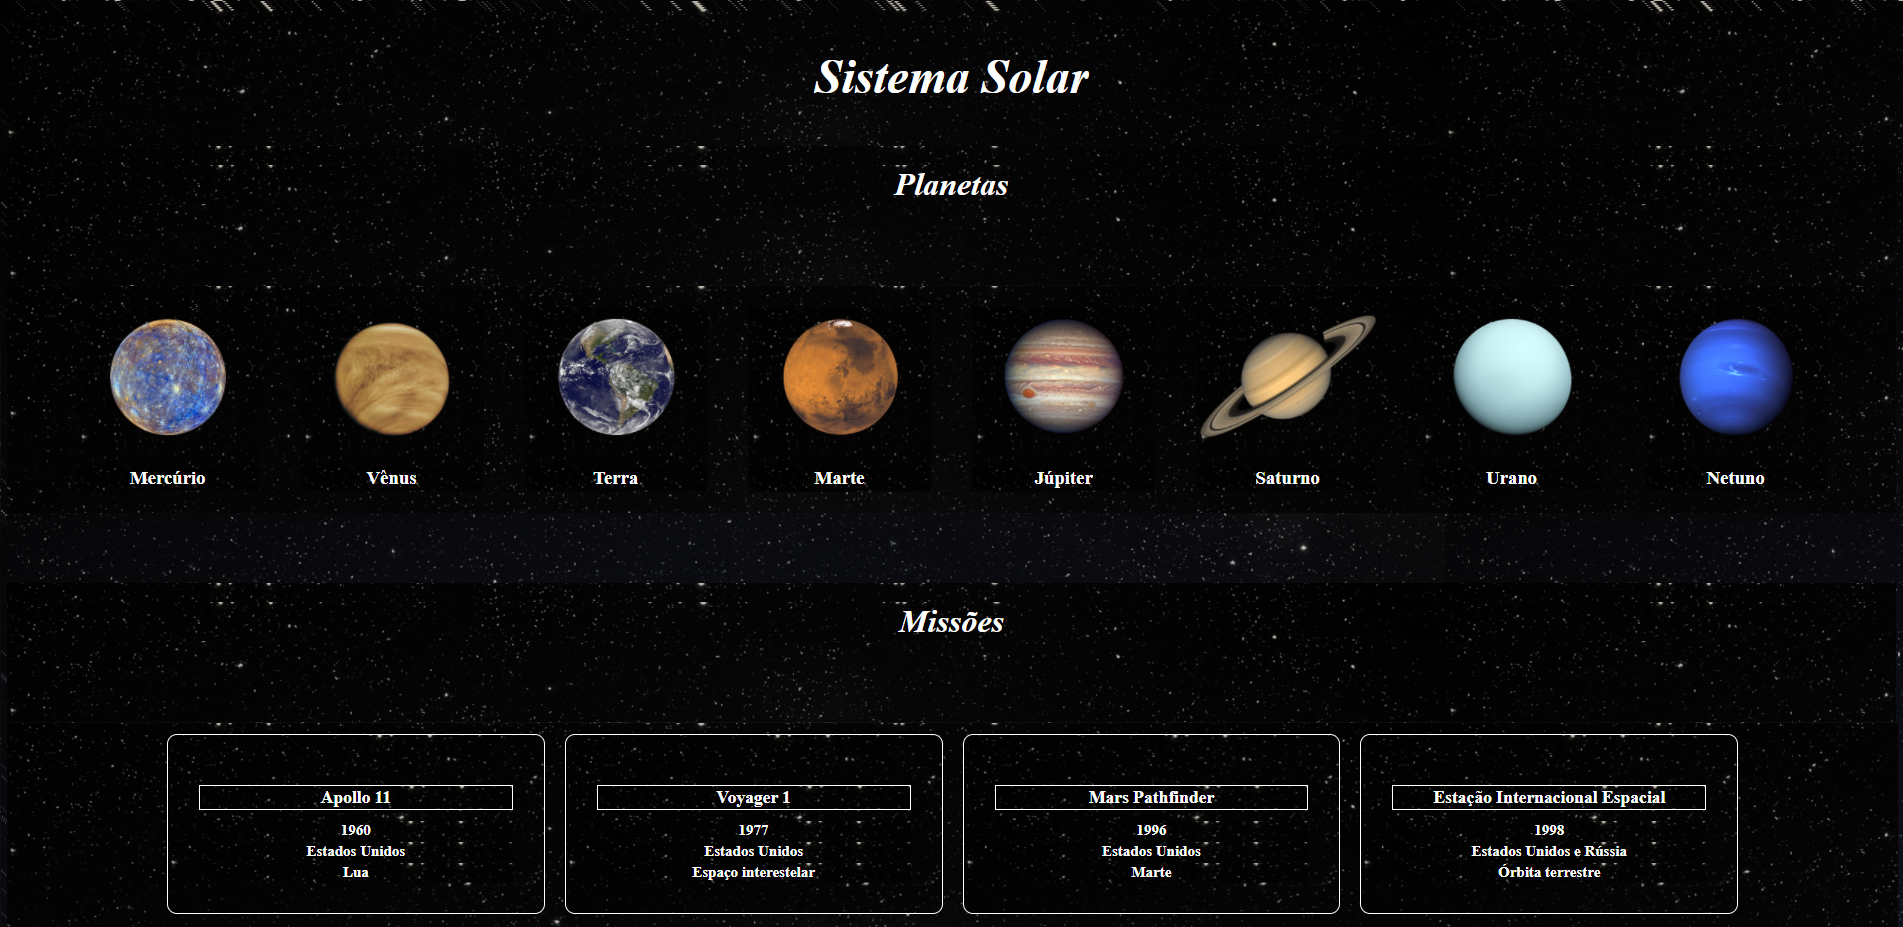 Sistema Solar
Planetas
Mercúrio
Vênus
Terra
Marte
Júpiter
Saturno
Urano
Netuno
Missões
Apollo 11
1960
Estados Unidos
Lua
Voyager 1
1977
Estados Unidos
Espaço interestelar
Mars Pathfinder
1996
Estados Unidos
Marte
Estação Internacional Espacial
1998
Estados Unidos e Rússia
Órbita terrestre